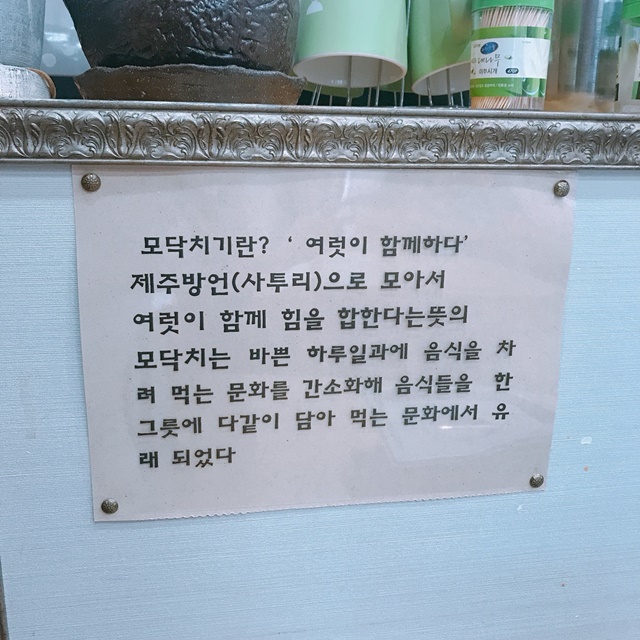 모닥치기란? ‘ 여럿이 함께하다’
제주방언(사투리)으로 모아서
여럿이 함께 힘을 합한다는뜻의
모닥치는 바쁜 하루일과에 음식을 차
려 먹는 문화를 간소화해 음식들을 한
그릇에 다같이 담아 먹는 문화에서 유
래 되었다